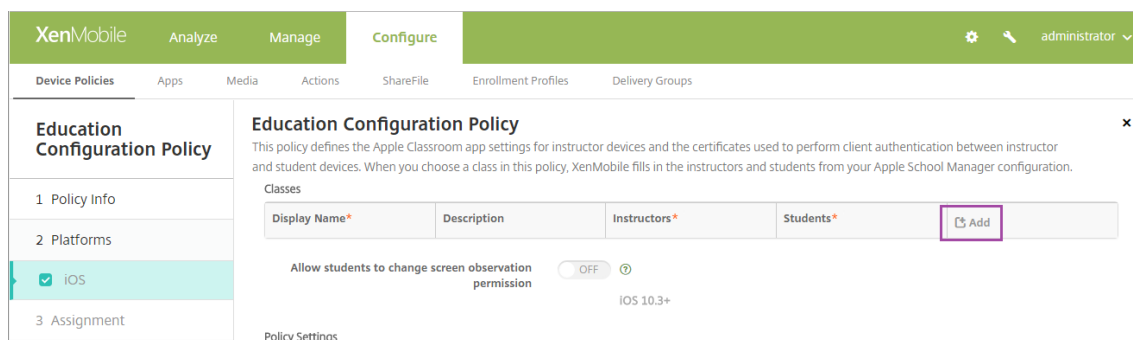 XenMobile Analyze Manage Configure administrator
Device Policies Apps Media Actions ShareFile Enrollment Profiles Delivery Groups
Education
Configuration Policy
1 Policy Info
2 Platforms
iOS
3 Assignment
Education Configuration Policy
This policy defines the Apple Classroom app settings for instructor devices and the certificates used to perform client authentication between instructor
and student devices. When you choose a class in this policy, XenMobile fills in the instructors and students from your Apple School Manager configuration.
Classes
Display Name* Description Instructors* Students* Add
Allow students to change screen observation
permission
OFF
iOS 10.3+
Policy Settings